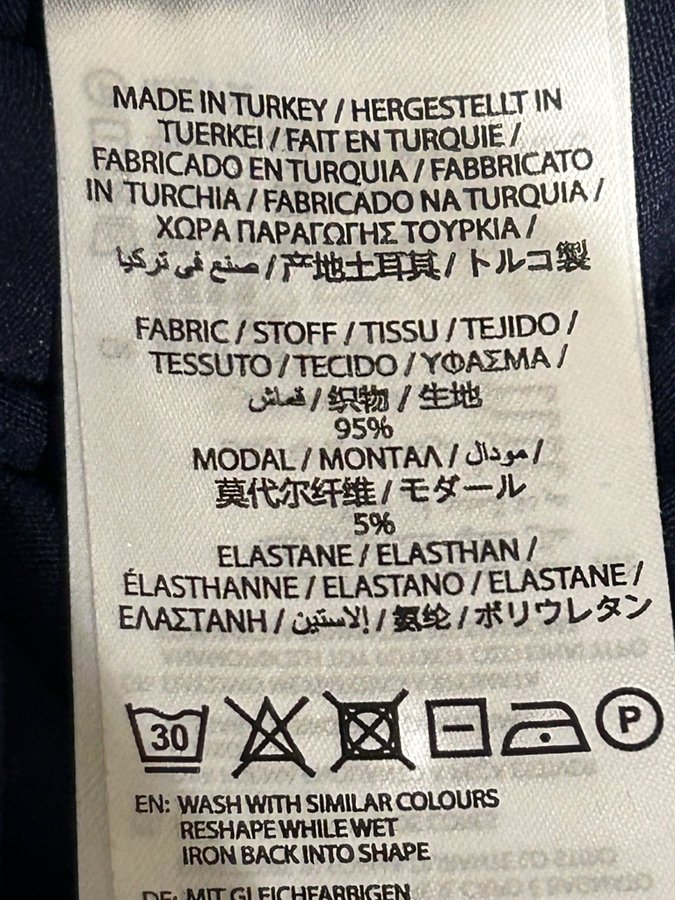 MADE IN TURKEY / HERGESTELLT IN
TUERKEI / FAIT EN TURQUIE /
FABRICADO EN TURQUIA / FABBRICATO
IN TURCHIA / FABRICADO NA TURQUIA /
ΧΩΡΑ ΠΑΡΑΓΩΓΗΣ ΤΟΥΡΚΙΑ /
صنع في تركيا / 产地土耳其 / トルコ製
FABRIC / STOFF / TISSU / TEJIDO /
TESSUTO / TECIDO / ΥΦΑΣΜΑ /
قماش / 织物 / 生地
95%
MODAL / ΜΟΝΤΑΛ / مودال /
莫代尔纤维 / モダール
5%
ELASTANE / ELASTHAN /
ÉLASTHANNE / ELASTANO / ELASTANE /
ΕΛΑΣΤΑΝΗ / إلاستين / 氨纶 / ポリウレタン
30 P
EN: WASH WITH SIMILAR COLOURS
RESHAPE WHILE WET
IRON BACK INTO SHAPE
DE: MIT GLEICHFARBIGEN